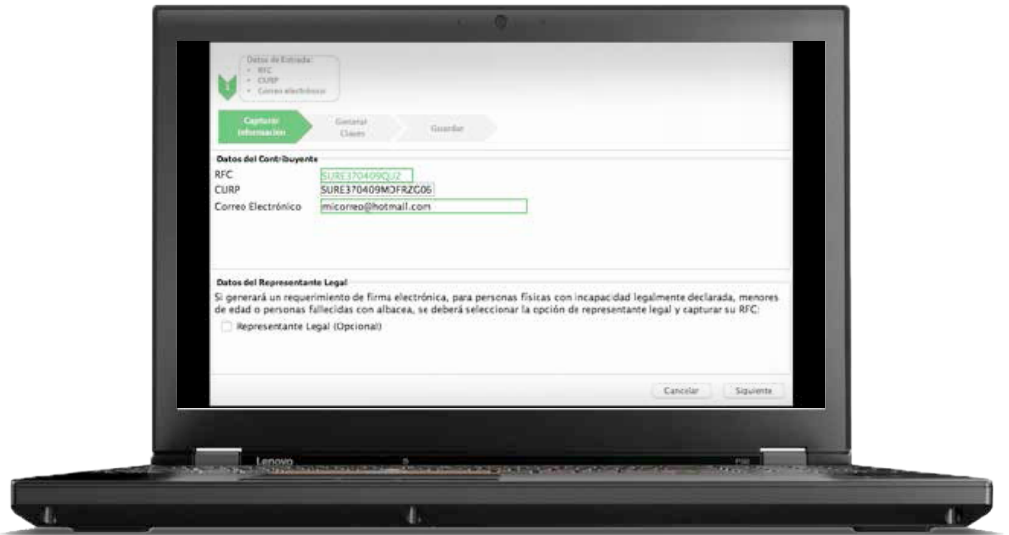 Datos de Entrada:
• RFC
• CURP
• Correo electrónico
1
Capturar Información
Generar Claves
Guardar
Datos del Contribuyente
RFC
SURE370409QU2
CURP
SURE370409MDFRZG06
Correo Electrónico
micorreo@hotmail.com
Datos del Representante Legal
Si generará un requerimiento de firma electrónica, para personas físicas con incapacidad legalmente declarada, menores
de edad o personas fallecidas con albacea, se deberá seleccionar la opción de representante legal y capturar su RFC:
Representante Legal (Opcional)
Cancelar
Siguiente
Lenovo